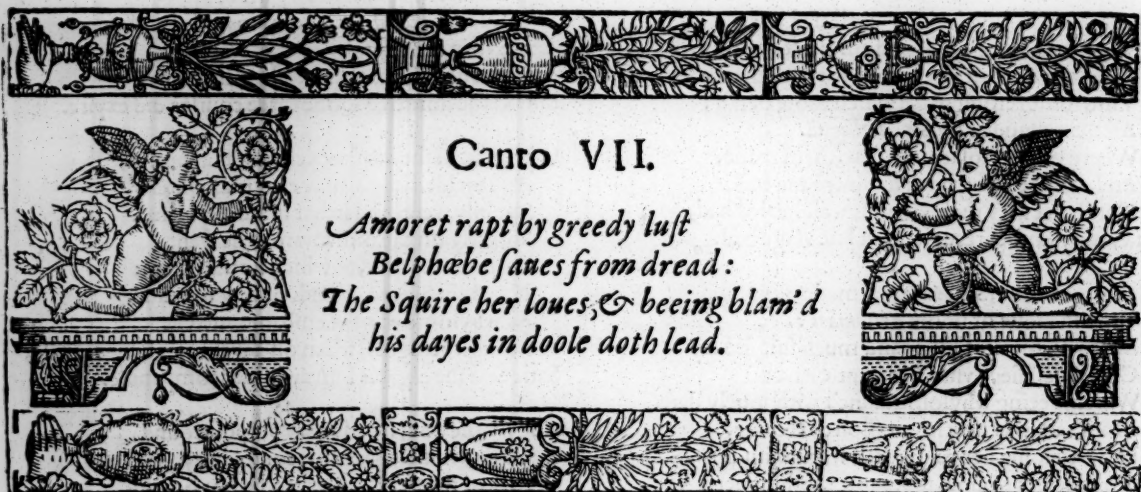 Canto VII.
Amoret rapt by greedy luſt
Belphœbe ſaues from dread:
The Squire her loues, & beeing blam'd
his dayes in doole doth lead.